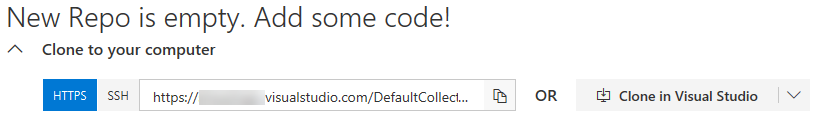 New Repo is empty. Add some code!
Clone to your computer
HTTPS SSH https:// visualstudio.com/DefaultCollect... OR Clone in Visual Studio